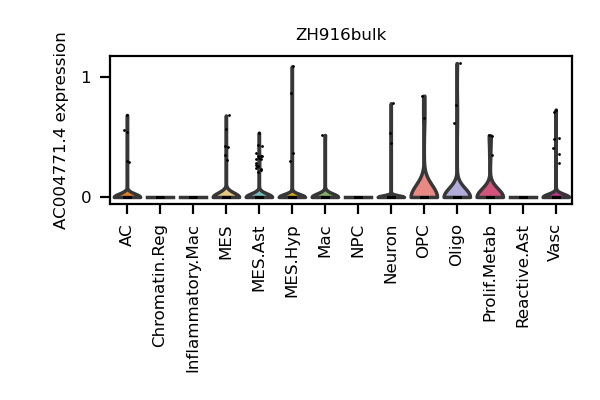 ZH916bulk
AC004771.4 expression
1
0
AC
Chromatin.Reg
Inflammatory.Mac
MES
MES.Ast
MES.Hyp
Mac
NPC
Neuron
OPC
Oligo
Prolif.Metab
Reactive.Ast
Vasc